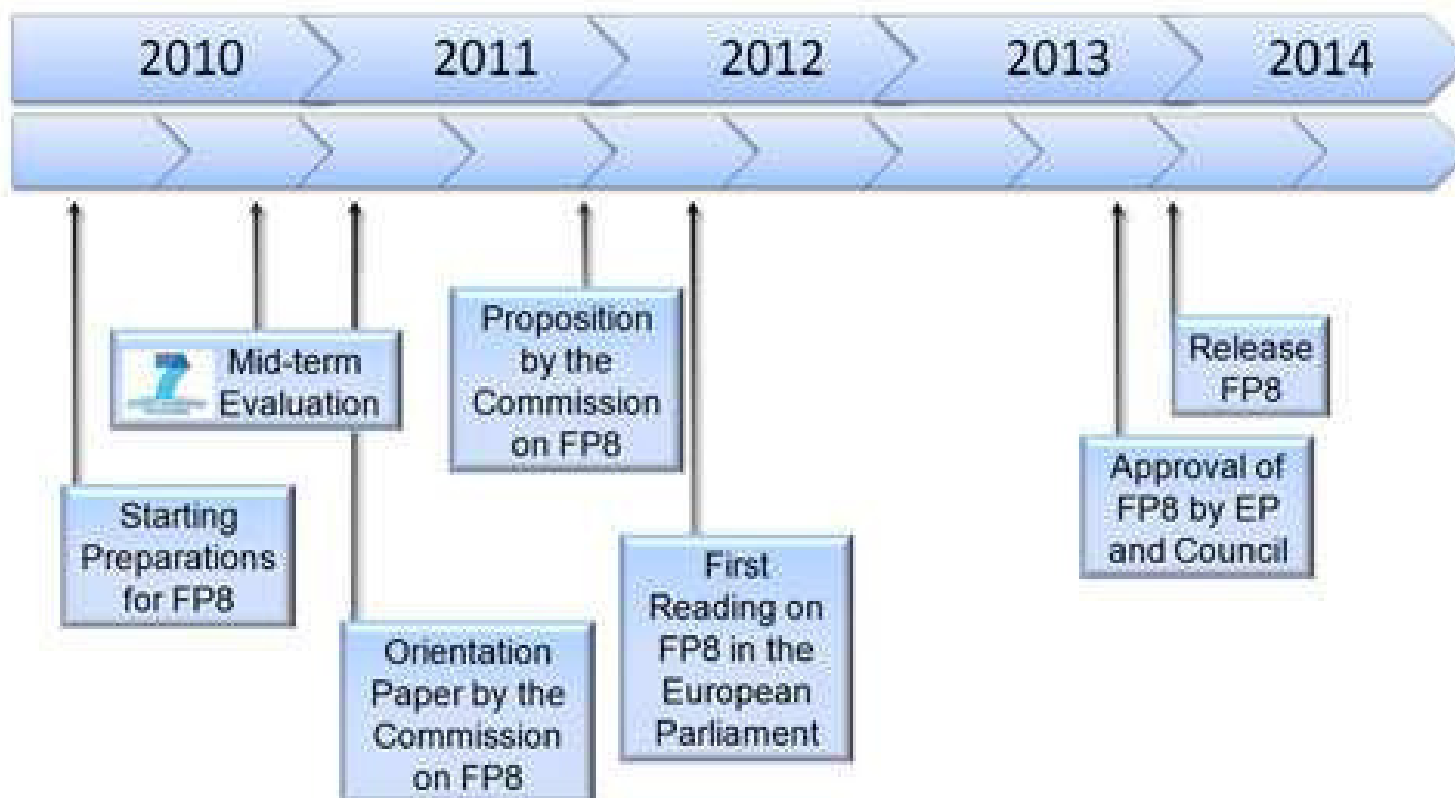 2010 2011 2012 2013 2014
Mid-term
Evaluation
Starting
Preparations
for FP8
Orientation
Paper by the
Commission
on FP8
Proposition
by the
Commission
on FP8
First
Reading on
FP8 in the
European
Parliament
Approval of
FP8 by EP
and Council
Release
FP8